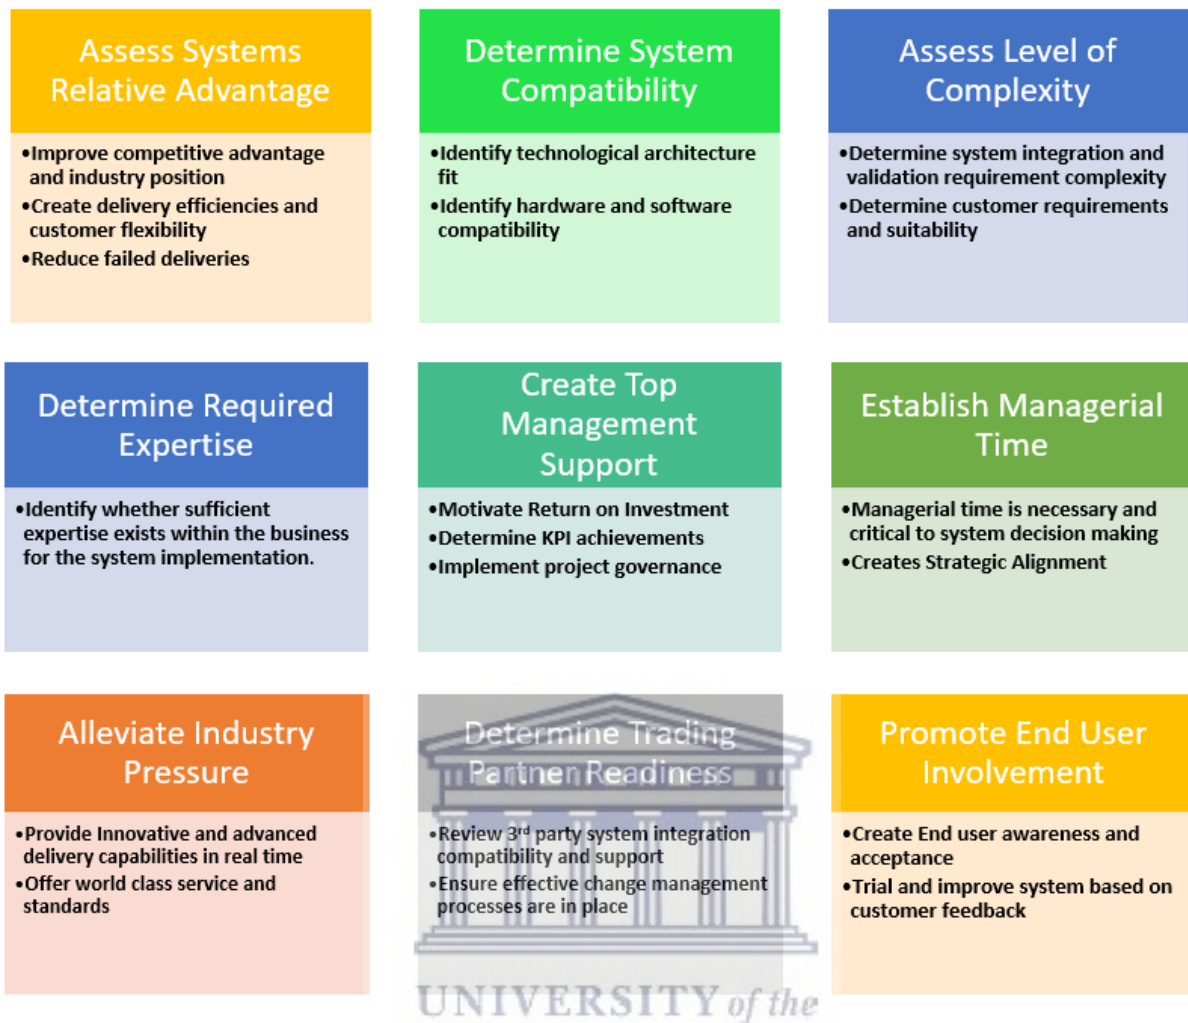 Assess Systems
Relative Advantage
•Improve competitive advantage
and industry position
•Create delivery efficiencies and
customer flexibility
•Reduce failed deliveries
Determine System
Compatibility
•Identify technological architecture
fit
•Identify hardware and software
compatibility
Assess Level of
Complexity
•Determine system integration and
validation requirement complexity
•Determine customer requirements
and suitability
Determine Required
Expertise
•Identify whether sufficient
expertise exists within the business
for the system implementation.
Create Top
Management
Support
•Motivate Return on Investment
•Determine KPI achievements
•Implement project governance
Establish Managerial
Time
•Managerial time is necessary and
critical to system decision making
•Creates Strategic Alignment
Alleviate Industry
Pressure
•Provide Innovative and advanced
delivery capabilities in real time
•Offer world class service and
standards
Determine Trading
Partner Readiness
•Review 3rd party system integration
compatibility and support
•Ensure effective change management
processes are in place
Promote End User
Involvement
•Create End user awareness and
acceptance
•Trial and improve system based on
customer feedback
UNIVERSITY of the